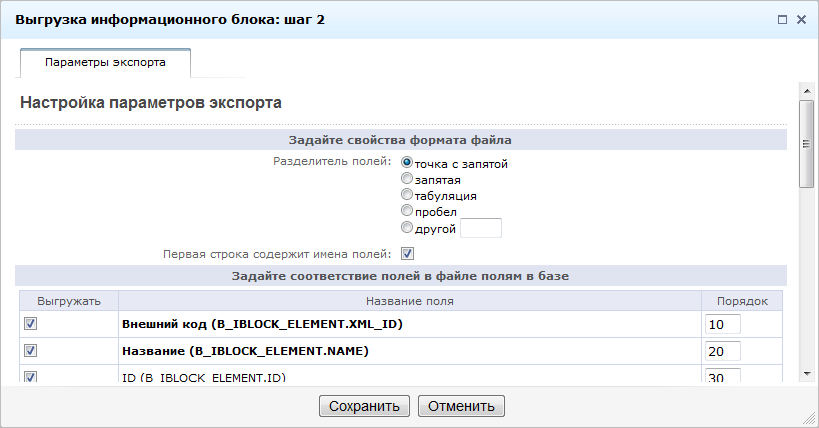 Выгрузка информационного блока: шаг 2
Параметры экспорта
Настройка параметров экспорта
Задайте свойства формата файла
Разделитель полей: точка с запятой
запятая
табуляция
пробел
другой
Первая строка содержит имена полей:
Задайте соответствие полей в файле полям в базе
Выгружать Название поля Порядок
Внешний код (B_IBLOCK_ELEMENT.XML_ID) 10
Название (B_IBLOCK_ELEMENT.NAME) 20
ID (B_IBLOCK_ELEMENT.ID) 30
Сохранить Отменить